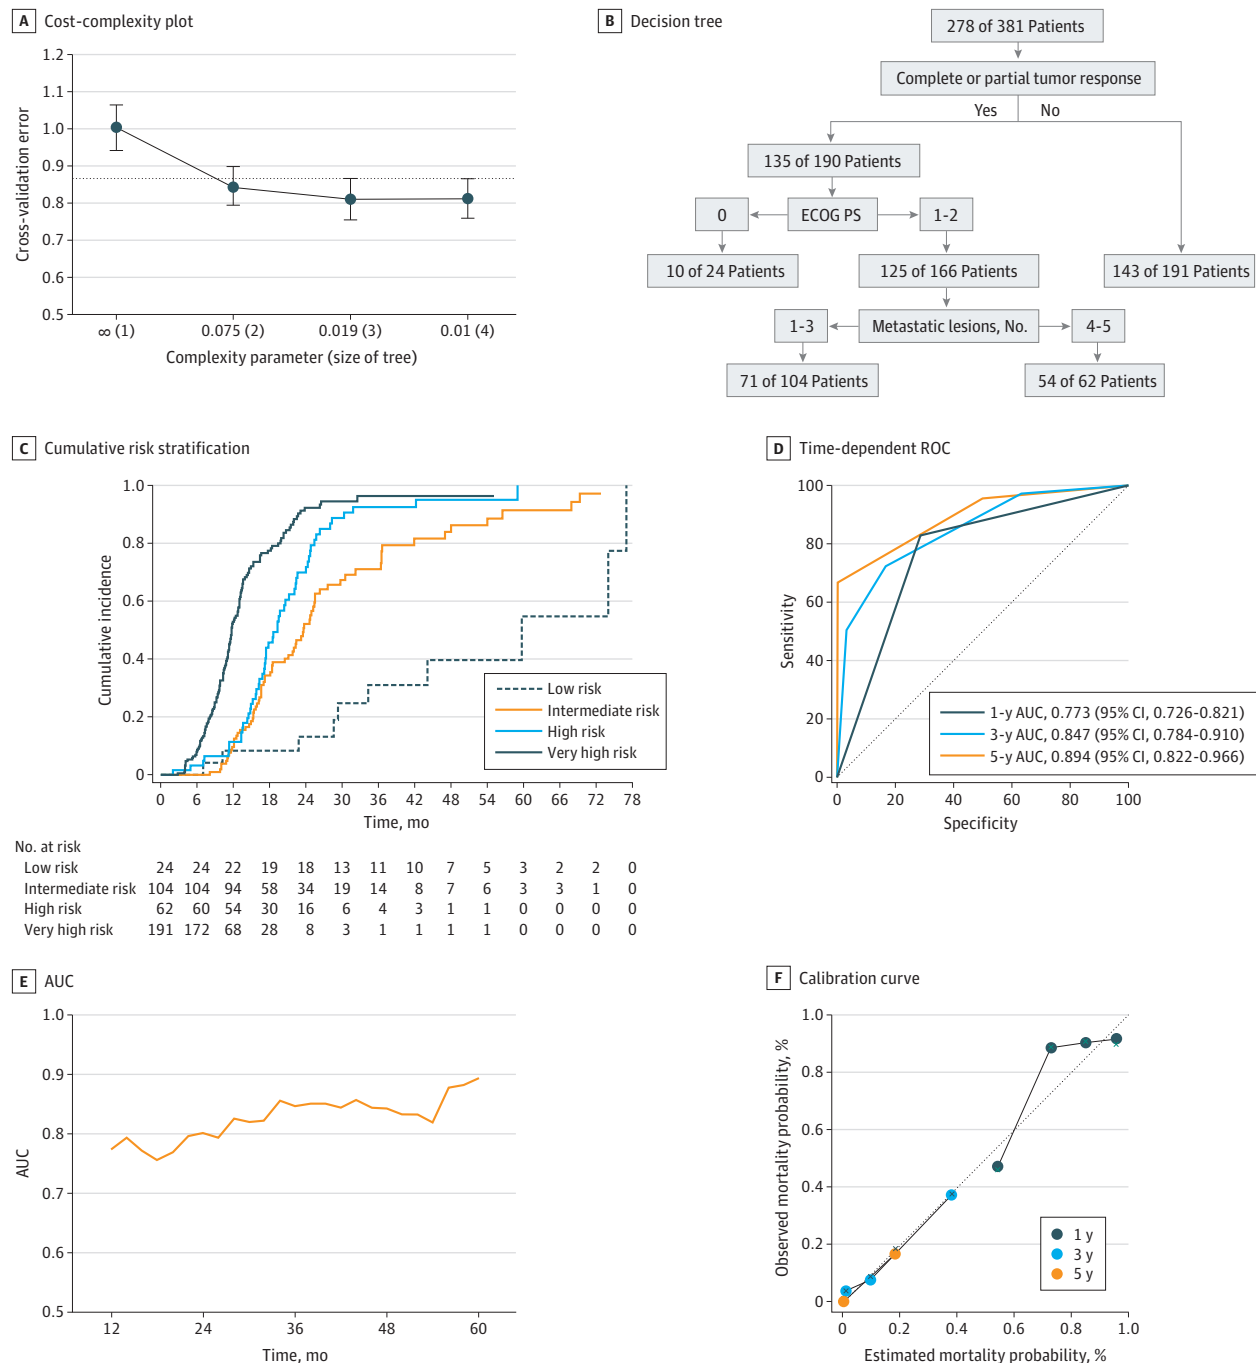 A Cost-complexity plot
1.2
1.1
1.0
0.9
0.8
0.7
0.6
0.5
Cross-validation error
∞ (1) 0.075 (2) 0.019 (3) 0.01 (4)
Complexity parameter (size of tree)
B Decision tree
278 of 381 Patients
Complete or partial tumor response
Yes No
135 of 190 Patients
0 ECOG PS 1-2
10 of 24 Patients 125 of 166 Patients 143 of 191 Patients
1-3 Metastatic lesions, No. 4-5
71 of 104 Patients 54 of 62 Patients
C Cumulative risk stratification
1.0
0.8
0.6
0.4
0.2
0
Cumulative incidence
Low risk
Intermediate risk
High risk
Very high risk
0 6 12 18 24 30 36 42 48 54 60 66 72 78
Time, mo
No. at risk
Low risk 24 24 22 19 18 13 11 10 7 5 3 2 2 0
Intermediate risk 104 104 94 58 34 19 14 8 7 6 3 3 1 0
High risk 62 60 54 30 16 6 4 3 1 1 0 0 0 0
Very high risk 191 172 68 28 8 3 1 1 1 1 0 0 0 0
D Time-dependent ROC
100
80
60
40
20
0
Sensitivity
1-y AUC, 0.773 (95% CI, 0.726-0.821)
3-y AUC, 0.847 (95% CI, 0.784-0.910)
5-y AUC, 0.894 (95% CI, 0.822-0.966)
0 20 40 60 80 100
Specificity
E AUC
1.0
0.9
0.8
0.7
0.6
0.5
AUC
12 24 36 48 60
Time, mo
F Calibration curve
1.0
0.8
0.6
0.4
0.2
0
Observed mortality probability, %
1 y
3 y
5 y
0 0.2 0.4 0.6 0.8 1.0
Estimated mortality probability, %